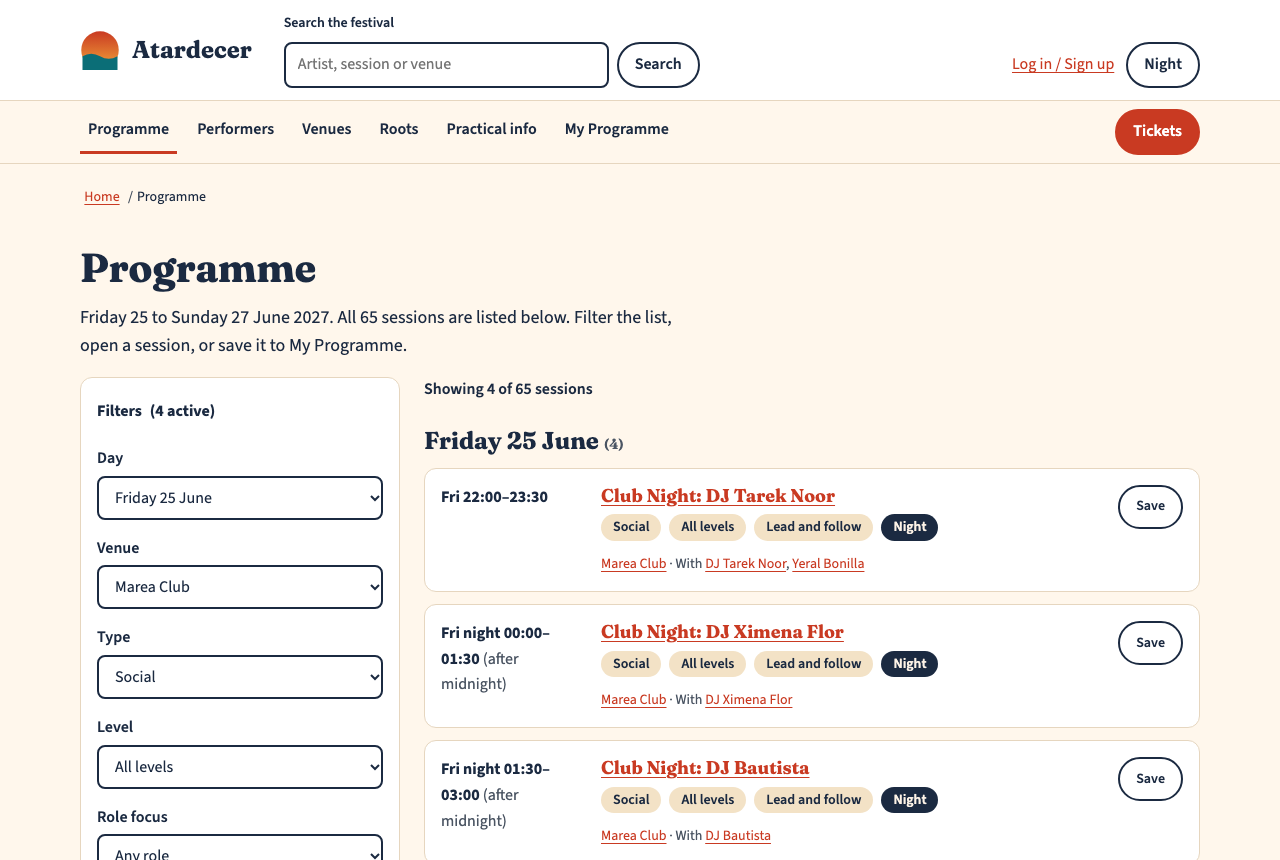 Atardecer
Search the festival
Artist, session or venue
Search
Log in / Sign up
Night
Programme
Performers
Venues
Roots
Practical info
My Programme
Tickets
Home / Programme
Programme
Friday 25 to Sunday 27 June 2027. All 65 sessions are listed below. Filter the list,
open a session, or save it to My Programme.
Filters (4 active)
Day
Friday 25 June
Venue
Marea Club
Type
Social
Level
All levels
Role focus
Any role
Showing 4 of 65 sessions
Friday 25 June (4)
Fri 22:00–23:30
Club Night: DJ Tarek Noor
Social
All levels
Lead and follow
Night
Marea Club · With DJ Tarek Noor, Yeral Bonilla
Save
Fri night 00:00–
01:30 (after
midnight)
Club Night: DJ Ximena Flor
Social
All levels
Lead and follow
Night
Marea Club · With DJ Ximena Flor
Save
Fri night 01:30–
03:00 (after
midnight)
Club Night: DJ Bautista
Social
All levels
Lead and follow
Night
Marea Club · With DJ Bautista
Save